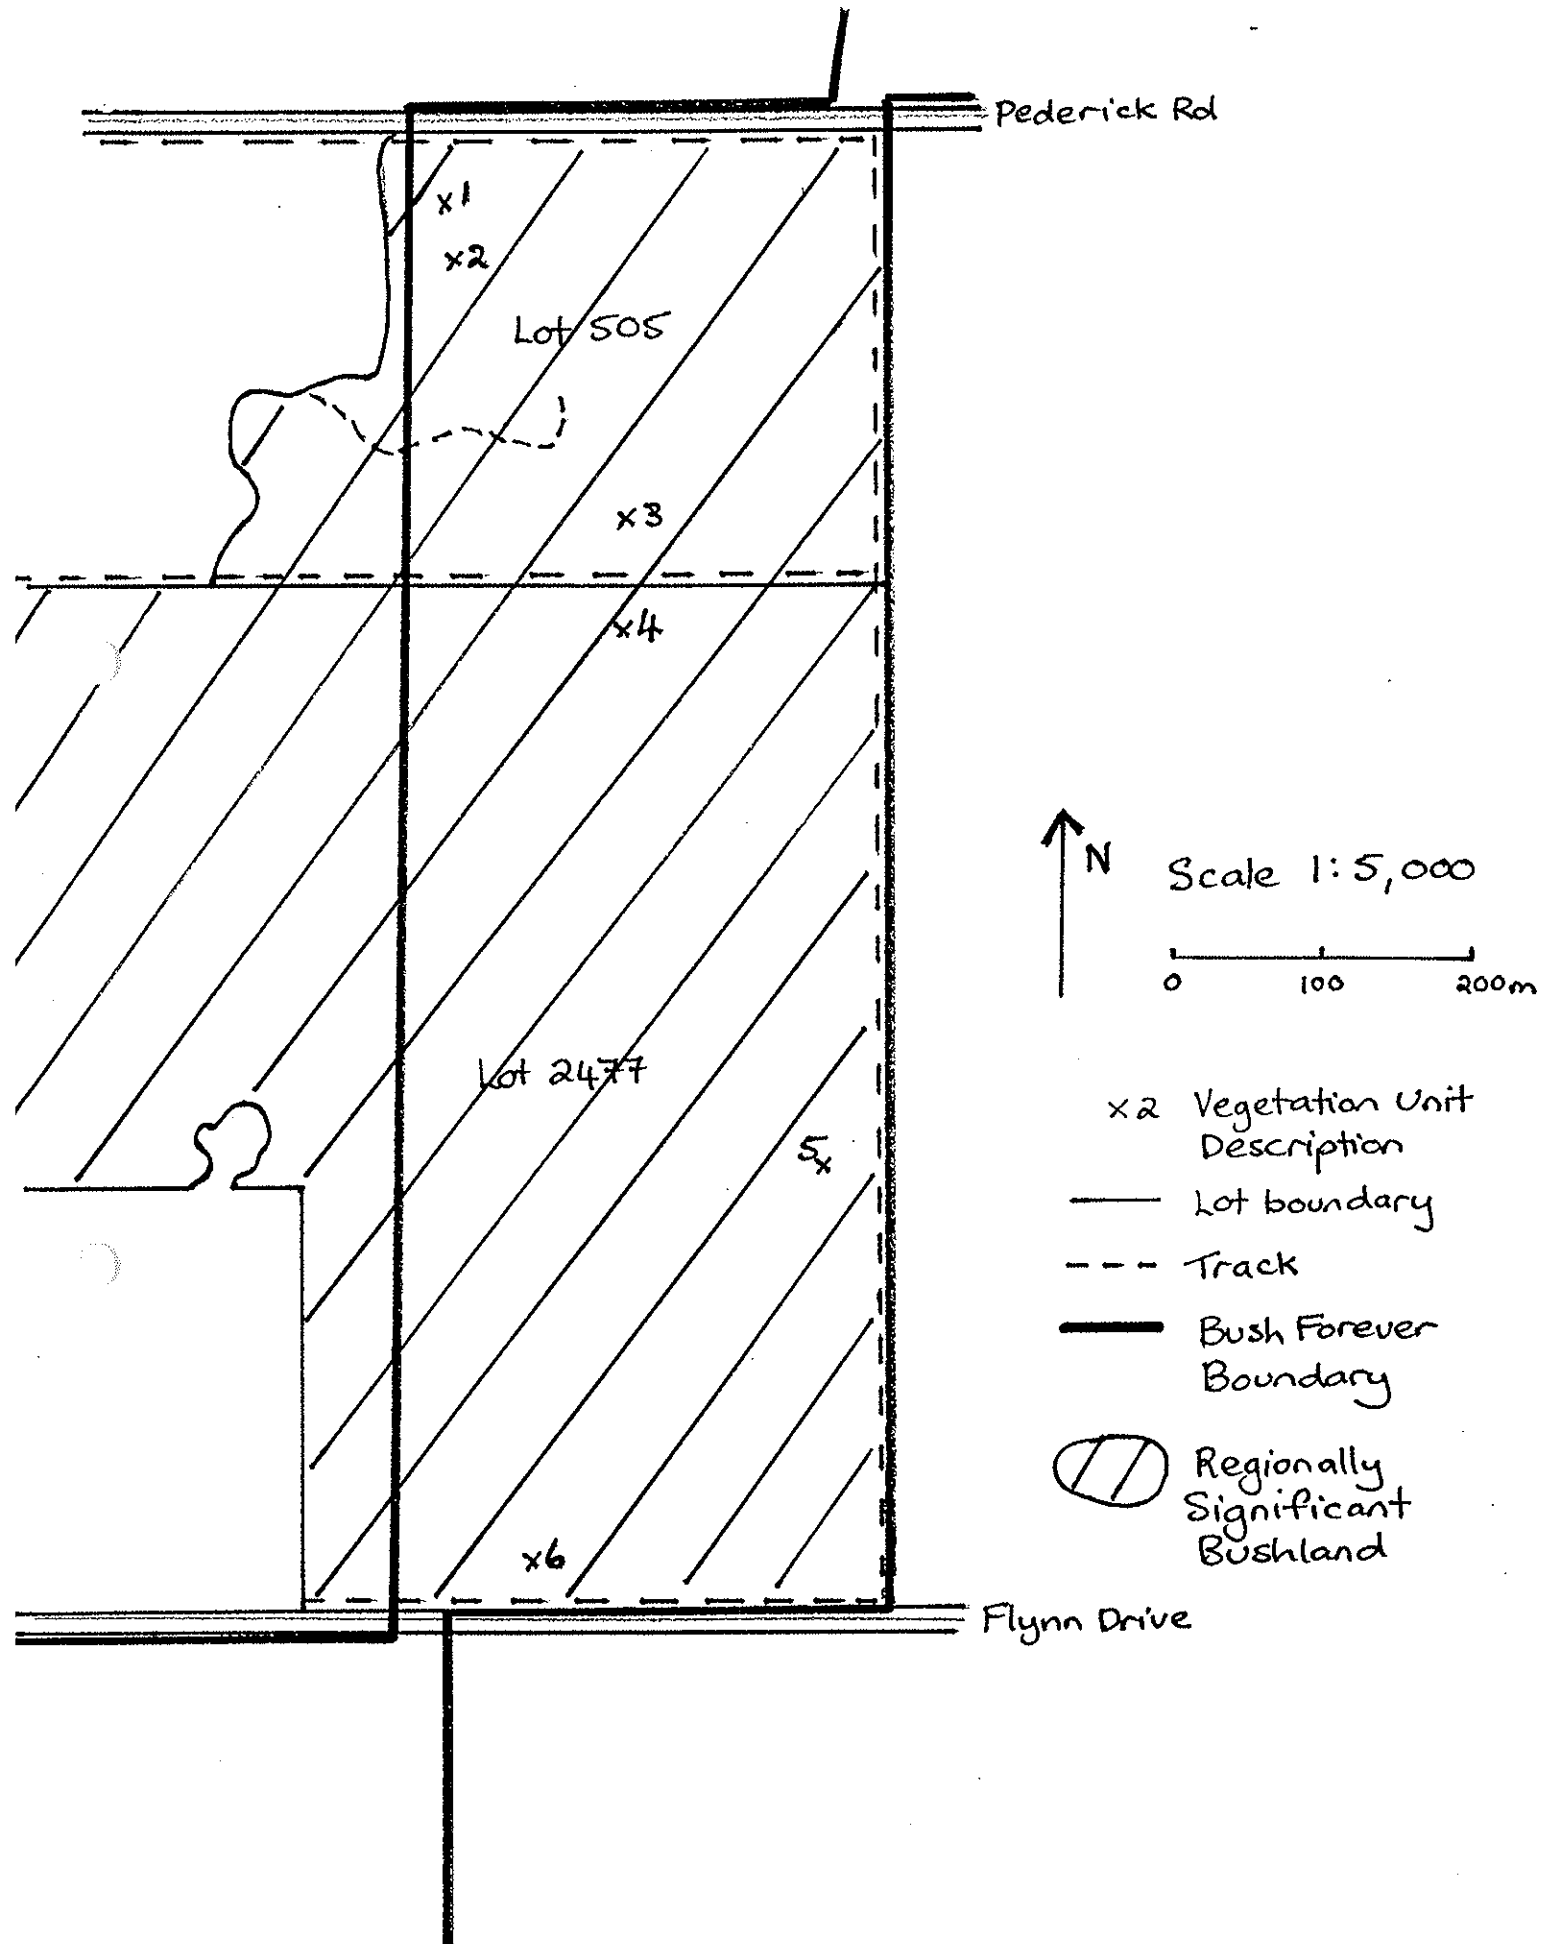 Pederick Rd
x1
x2
Lot 505
x3
x4
N
Scale 1:5,000
0 100 200m
Lot 2477
5x
x2 Vegetation Unit
Description
Lot boundary
Track
Bush Forever
Boundary
Regionally
Significant
Bushland
x6
Flynn Drive